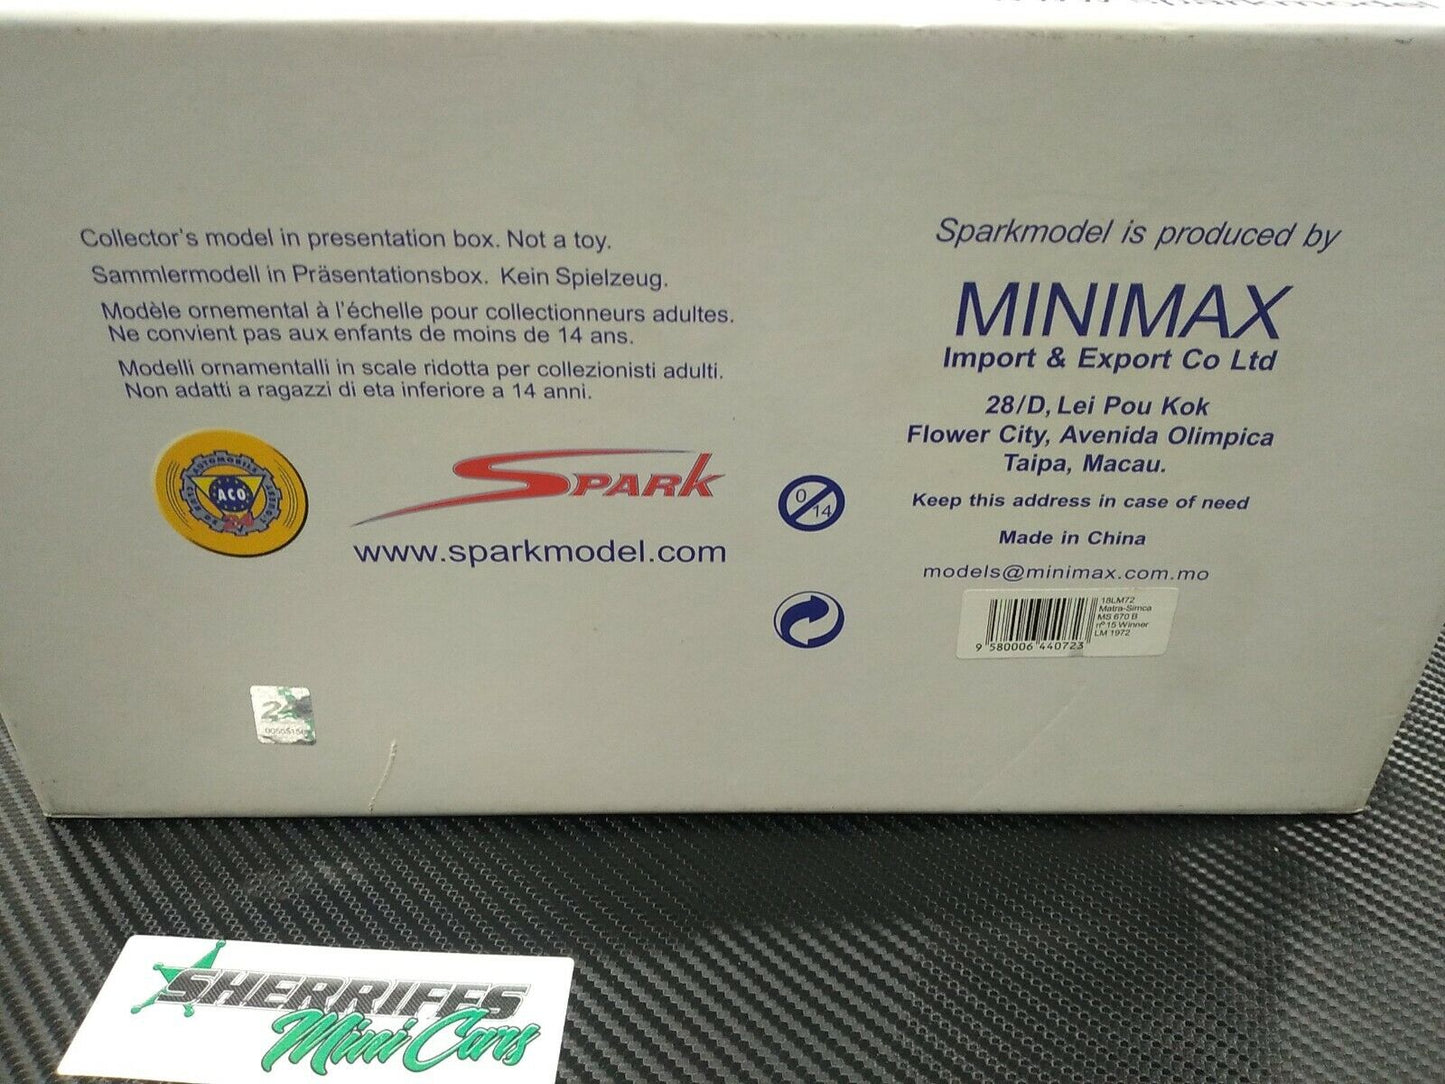 Collector's model in presentation box. Not a toy.
Sammlermodell in Präsentationsbox. Kein Spielzeug.
Modèle ornemental à l'échelle pour collectionneurs adultes.
Ne convient pas aux enfants de moins de 14 ans.
Modelli ornamentalli in scale ridotta per collezionisti adulti.
Non adatti a ragazzi di eta inferiore a 14 anni.
AUTOMOBILE
ACO
24
SPARK
www.sparkmodel.com
Sparkmodel is produced by
MINIMAX
Import & Export Co Ltd
28/D, Lei Pou Kok
Flower City, Avenida Olimpica
Taipa, Macau.
Keep this address in case of need
Made in China
models@minimax.com.mo
0
14
18LM72
Matra-Simca
MS 670 B
nº15 Winner
LM 1972
9 580006 440723
SHERRIFFS
Mini Cars